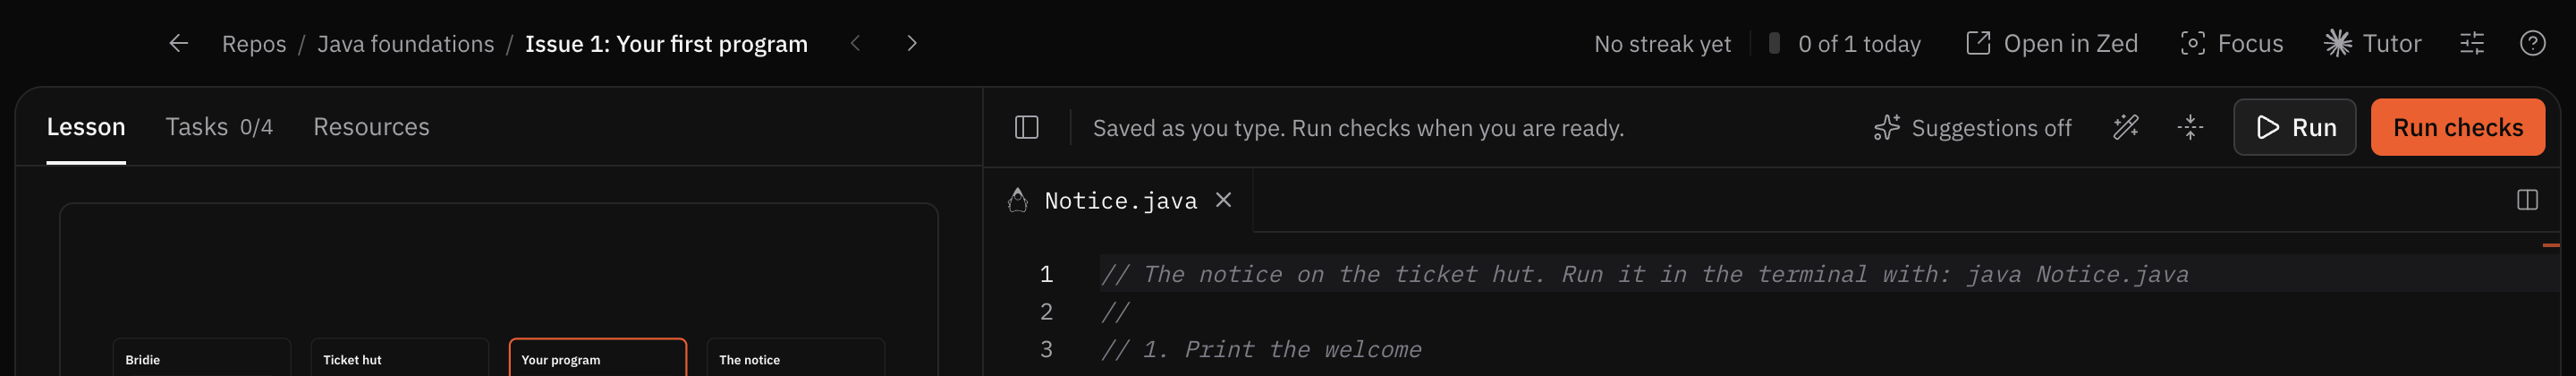 Repos / Java foundations / Issue 1: Your first program
No streak yet
0 of 1 today
Open in Zed
Focus
Tutor
Lesson
Tasks 0/4
Resources
Saved as you type. Run checks when you are ready.
Suggestions off
Run
Run checks
Notice.java
1 // The notice on the ticket hut. Run it in the terminal with: java Notice.java
2 //
3 // 1. Print the welcome
Bridie
Ticket hut
Your program
The notice